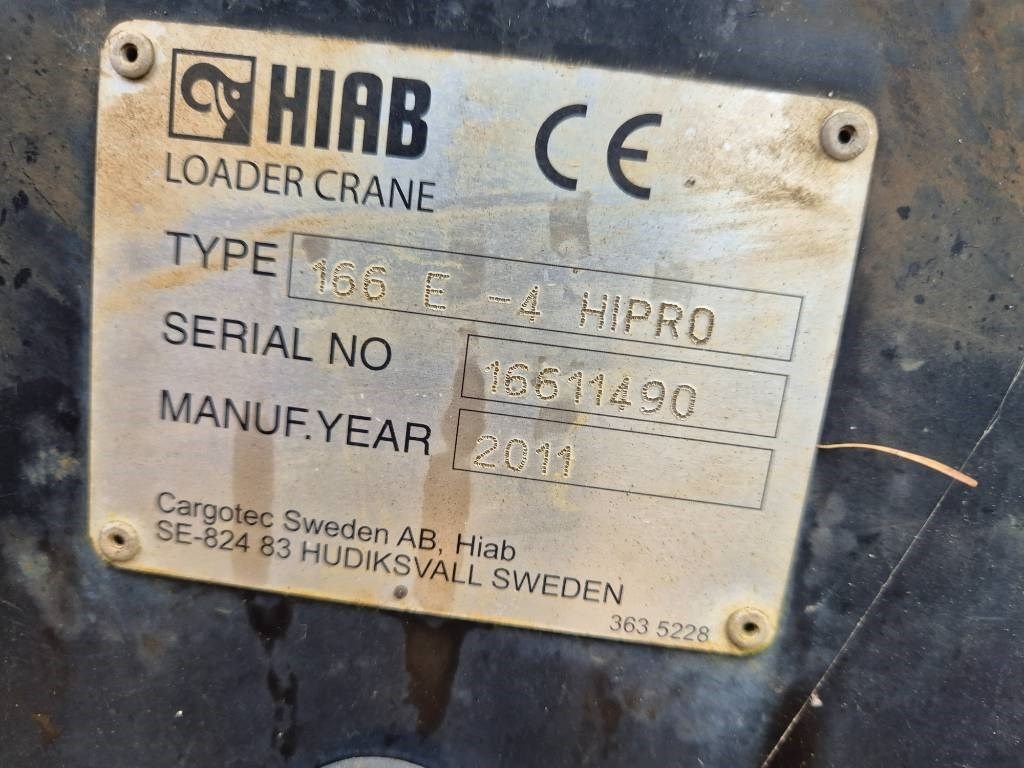 HIAB CE
LOADER CRANE
TYPE 166 E -4 HIPRO
SERIAL NO 16611490
MANUF.YEAR 2011
Cargotec Sweden AB, Hiab
SE-824 83 HUDIKSVALL SWEDEN
363 5228